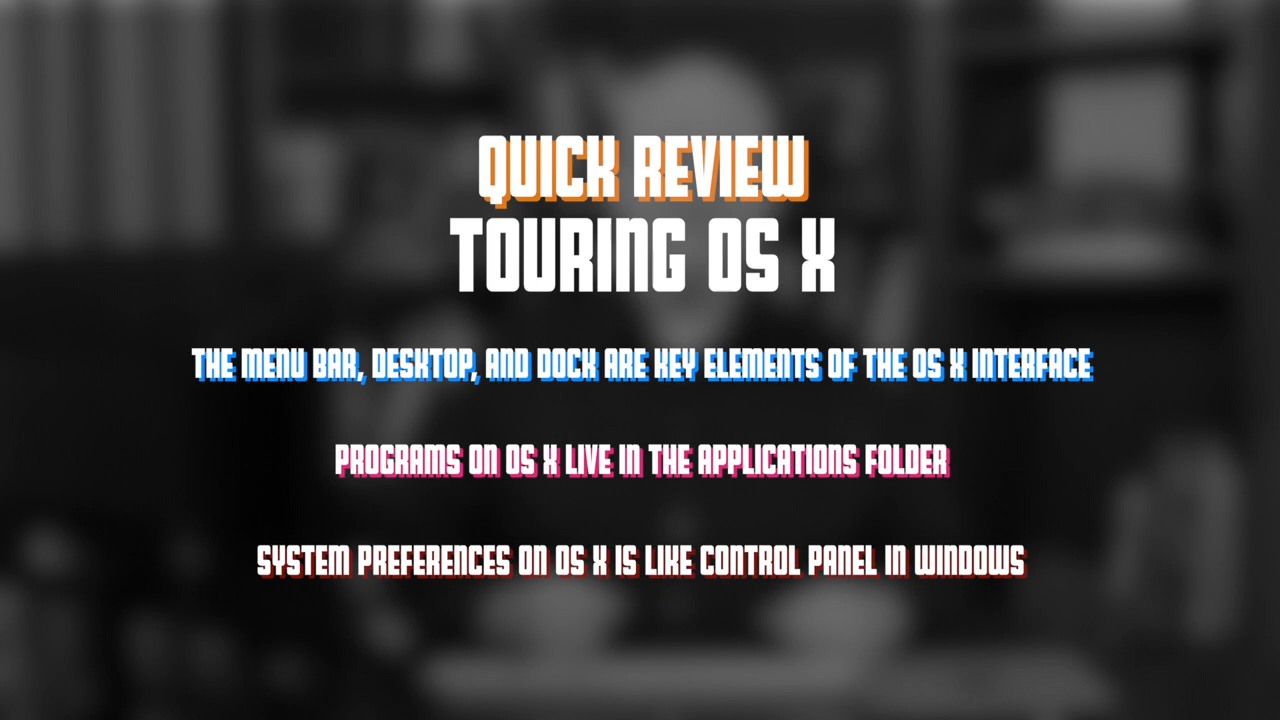 QUICK REVIEW
TOURING OS X
THE MENU BAR, DESKTOP, AND DOCK ARE KEY ELEMENTS OF THE OS X INTERFACE
PROGRAMS ON OS X LIVE IN THE APPLICATIONS FOLDER
SYSTEM PREFERENCES ON OS X IS LIKE CONTROL PANEL IN WINDOWS